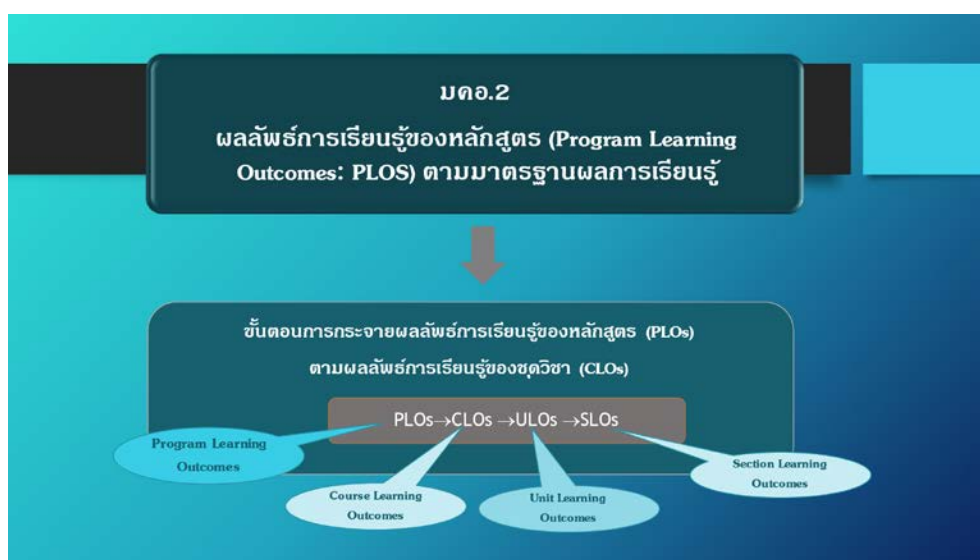 มคอ.2
ผลลัพธ์การเรียนรู้ของหลักสูตร (Program Learning
Outcomes: PLOS) ตามมาตรฐานผลการเรียนรู้
ขั้นตอนการกระจายผลลัพธ์การเรียนรู้ของหลักสูตร (PLOs)
ตามผลลัพธ์การเรียนรู้ของชุดวิชา (CLOs)
PLOs→CLOs →ULOs →SLOs
Program Learning
Outcomes
Course Learning
Outcomes
Unit Learning
Outcomes
Section Learning
Outcomes